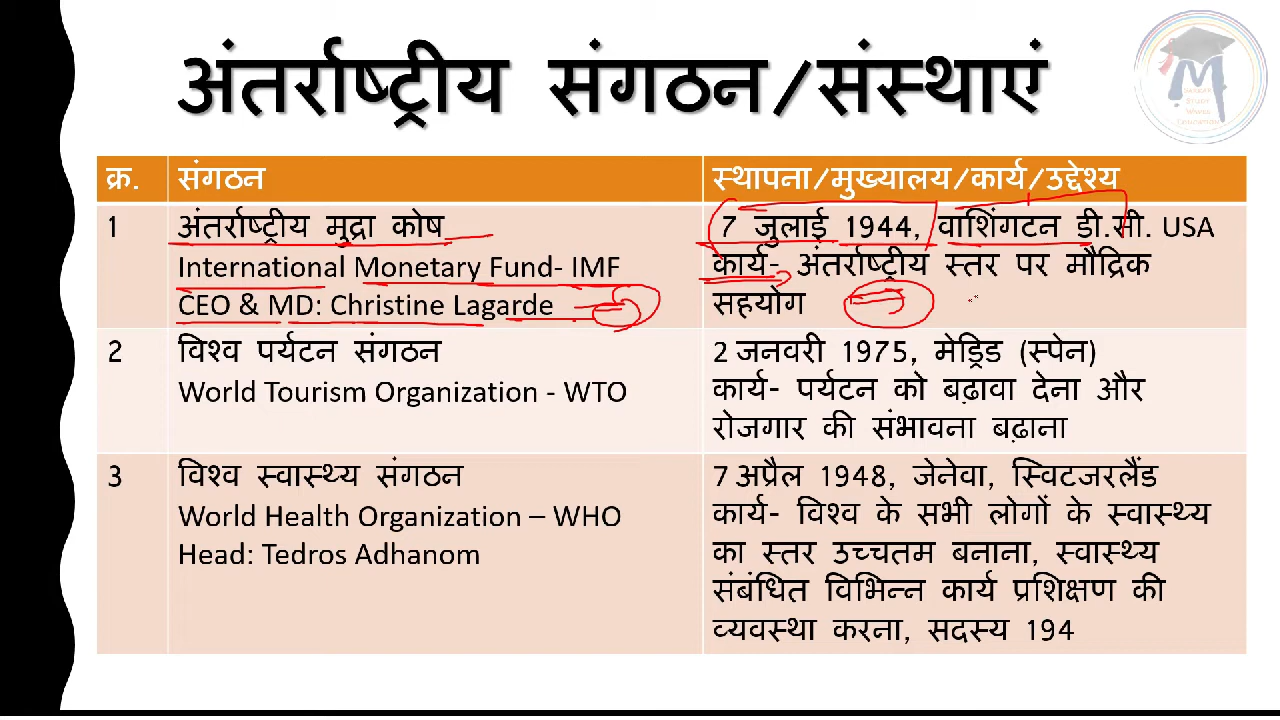 अंतर्राष्ट्रीय संगठन/संस्थाएं
क्र.
संगठन
स्थापना/मुख्यालय/कार्य/उद्देश्य
1
अंतर्राष्ट्रीय मुद्रा कोष
International Monetary Fund- IMF
CEO & MD: Christine Lagarde
7 जुलाई 1944, वाशिंगटन डी.सी. USA
कार्य- अंतर्राष्ट्रीय स्तर पर मौद्रिक
सहयोग
2
विश्व पर्यटन संगठन
World Tourism Organization - WTO
2 जनवरी 1975, मेड्रिड (स्पेन)
कार्य- पर्यटन को बढ़ावा देना और
रोजगार की संभावना बढ़ाना
3
विश्व स्वास्थ्य संगठन
World Health Organization – WHO
Head: Tedros Adhanom
7 अप्रैल 1948, जेनेवा, स्विटजरलैंड
कार्य- विश्व के सभी लोगों के स्वास्थ्य
का स्तर उच्चतम बनाना, स्वास्थ्य
संबंधित विभिन्न कार्य प्रशिक्षण की
व्यवस्था करना, सदस्य 194